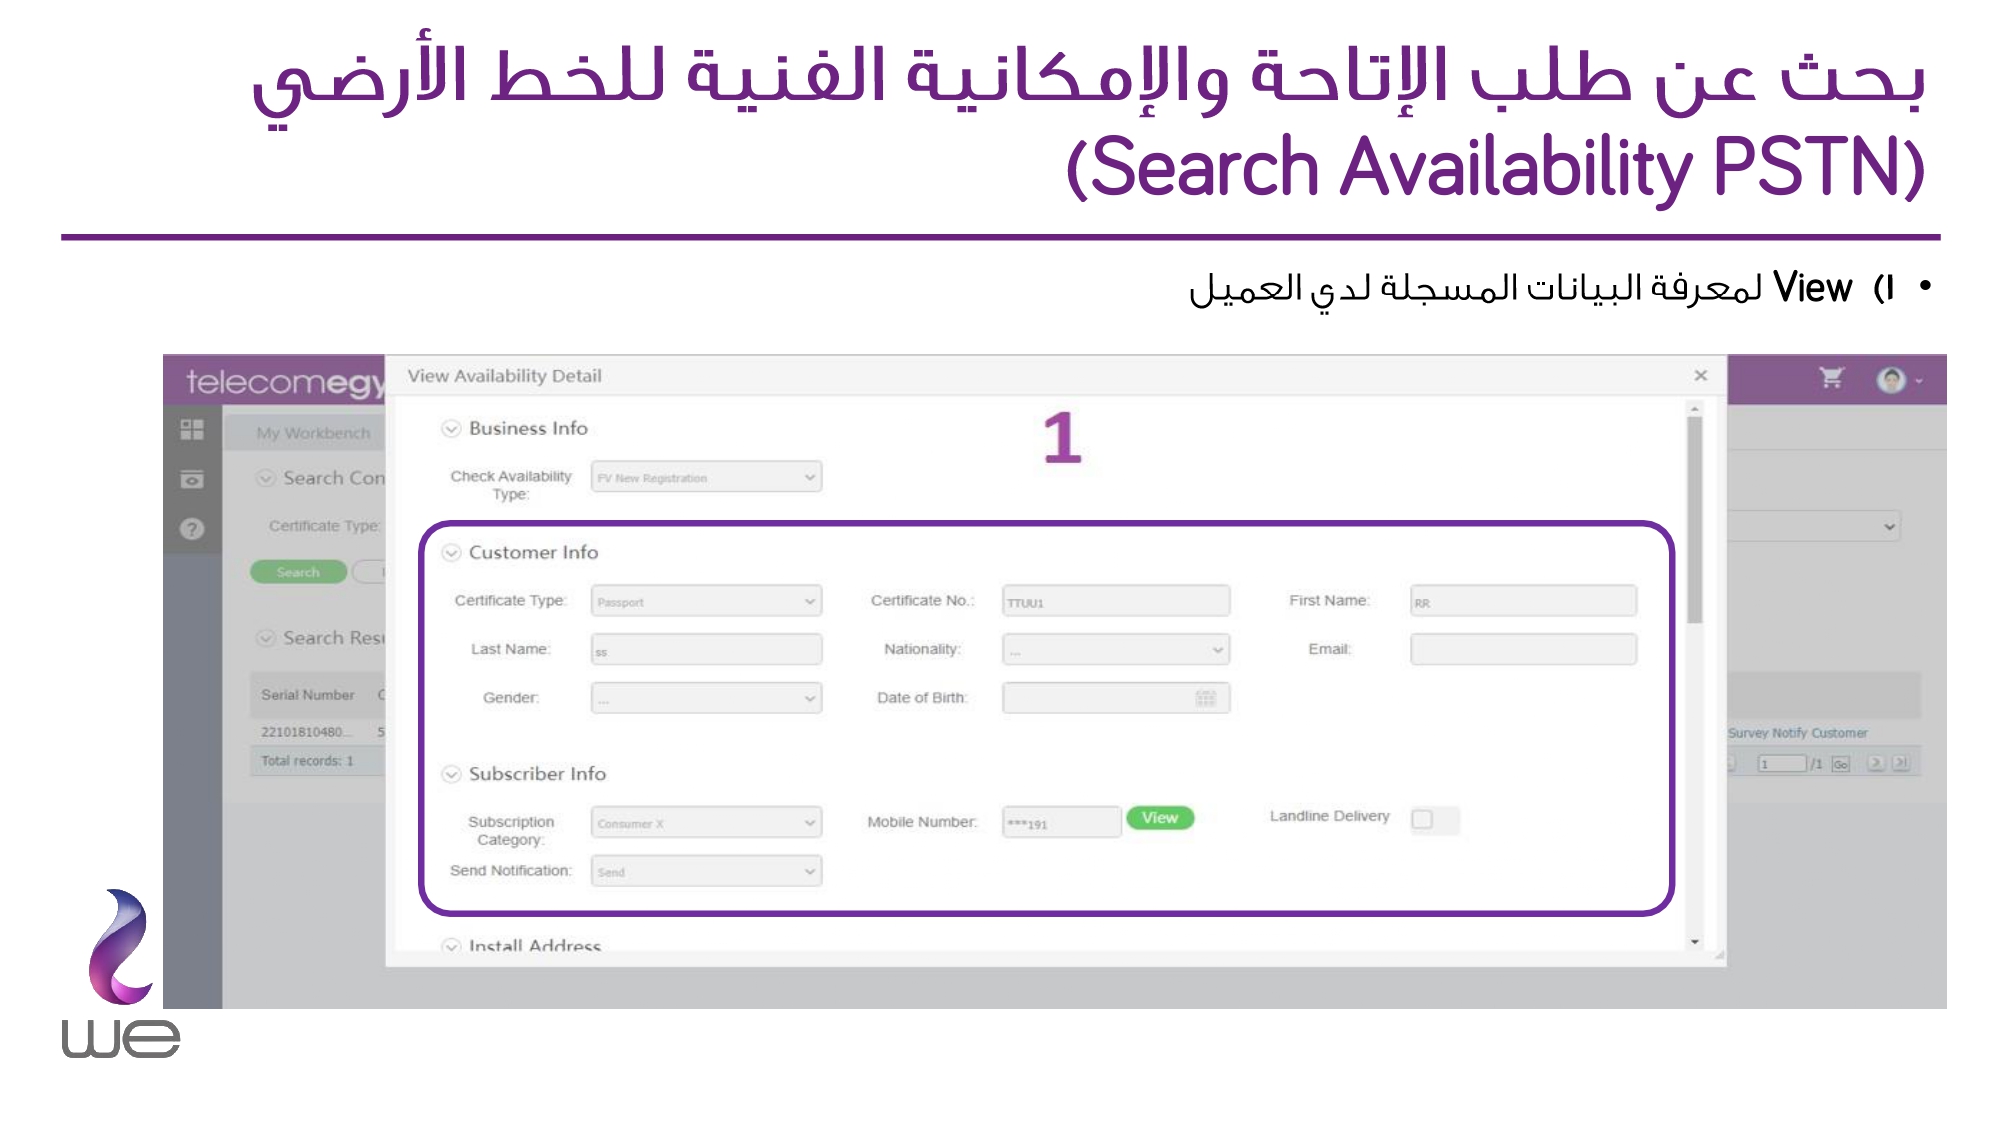 بحث عن طلب الإتاحة والإمكانية الفنية للخط الأرضي
(Search Availability PSTN)
• ١) View لمعرفة البيانات المسجلة لدي العميل
telecomegy
View Availability Detail
My Workbench
Business Info
1
Search Con
Check Availability Type:
FV New Registration
Certificate Type:
Search
Customer Info
Certificate Type:
Passport
Certificate No.:
TTUU1
First Name:
RR
Search Resu
Last Name:
ss
Nationality:
...
Email:
Serial Number
Gender:
...
Date of Birth:
22101810480...
5
Survey Notify Customer
Total records: 1
1
/1
Go
Subscriber Info
Subscription Category:
Consumer X
Mobile Number:
***191
View
Landline Delivery
Send Notification:
Send
Install Address
we